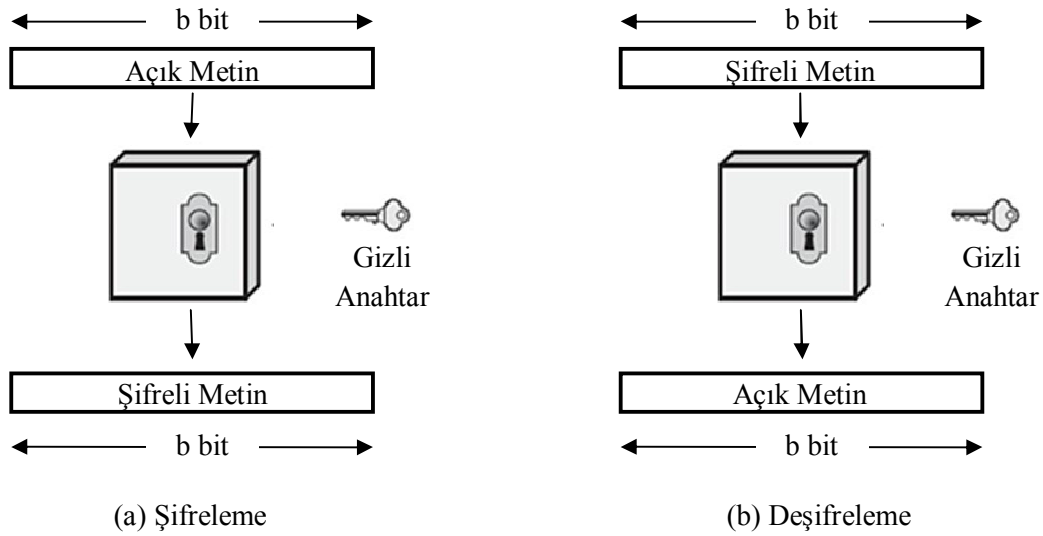 b bit
Açık Metin
Gizli
Anahtar
Şifreli Metin
b bit
(a) Şifreleme
b bit
Şifreli Metin
Gizli
Anahtar
Açık Metin
b bit
(b) Deşifreleme